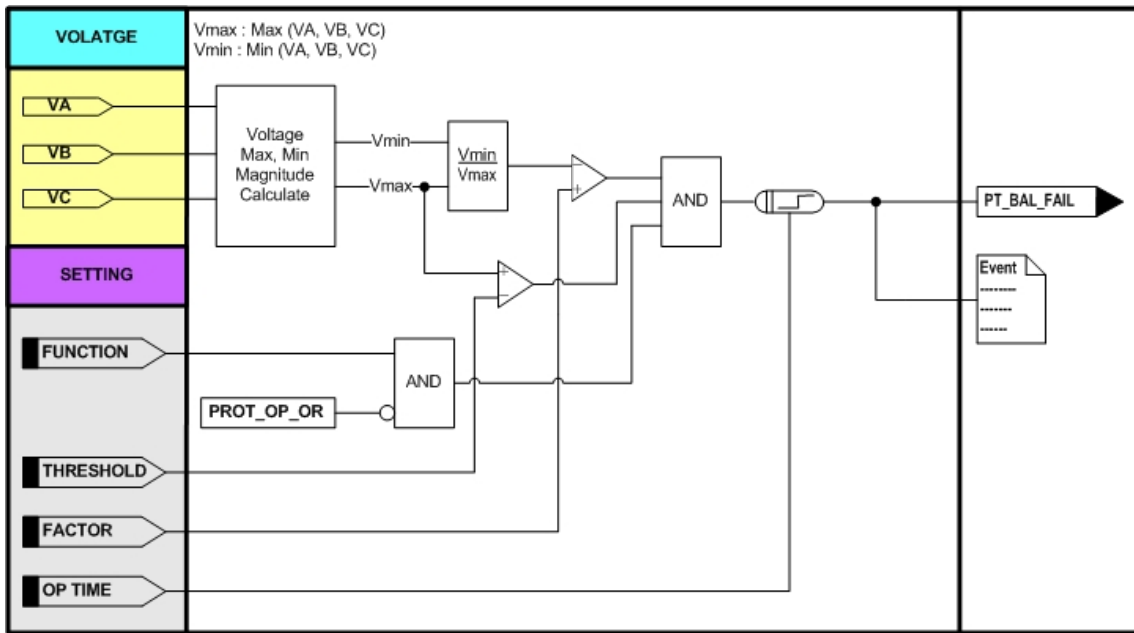 VOLATGE
Vmax : Max (VA, VB, VC)
Vmin : Min (VA, VB, VC)
VA
VB
VC
Voltage
Max, Min
Magnitude
Calculate
Vmin
Vmax
Vmin
Vmax
-
+
AND
PT_BAL_FAIL
SETTING
+
-
Event
--------
-------
------
FUNCTION
AND
PROT_OP_OR
THRESHOLD
FACTOR
OP TIME